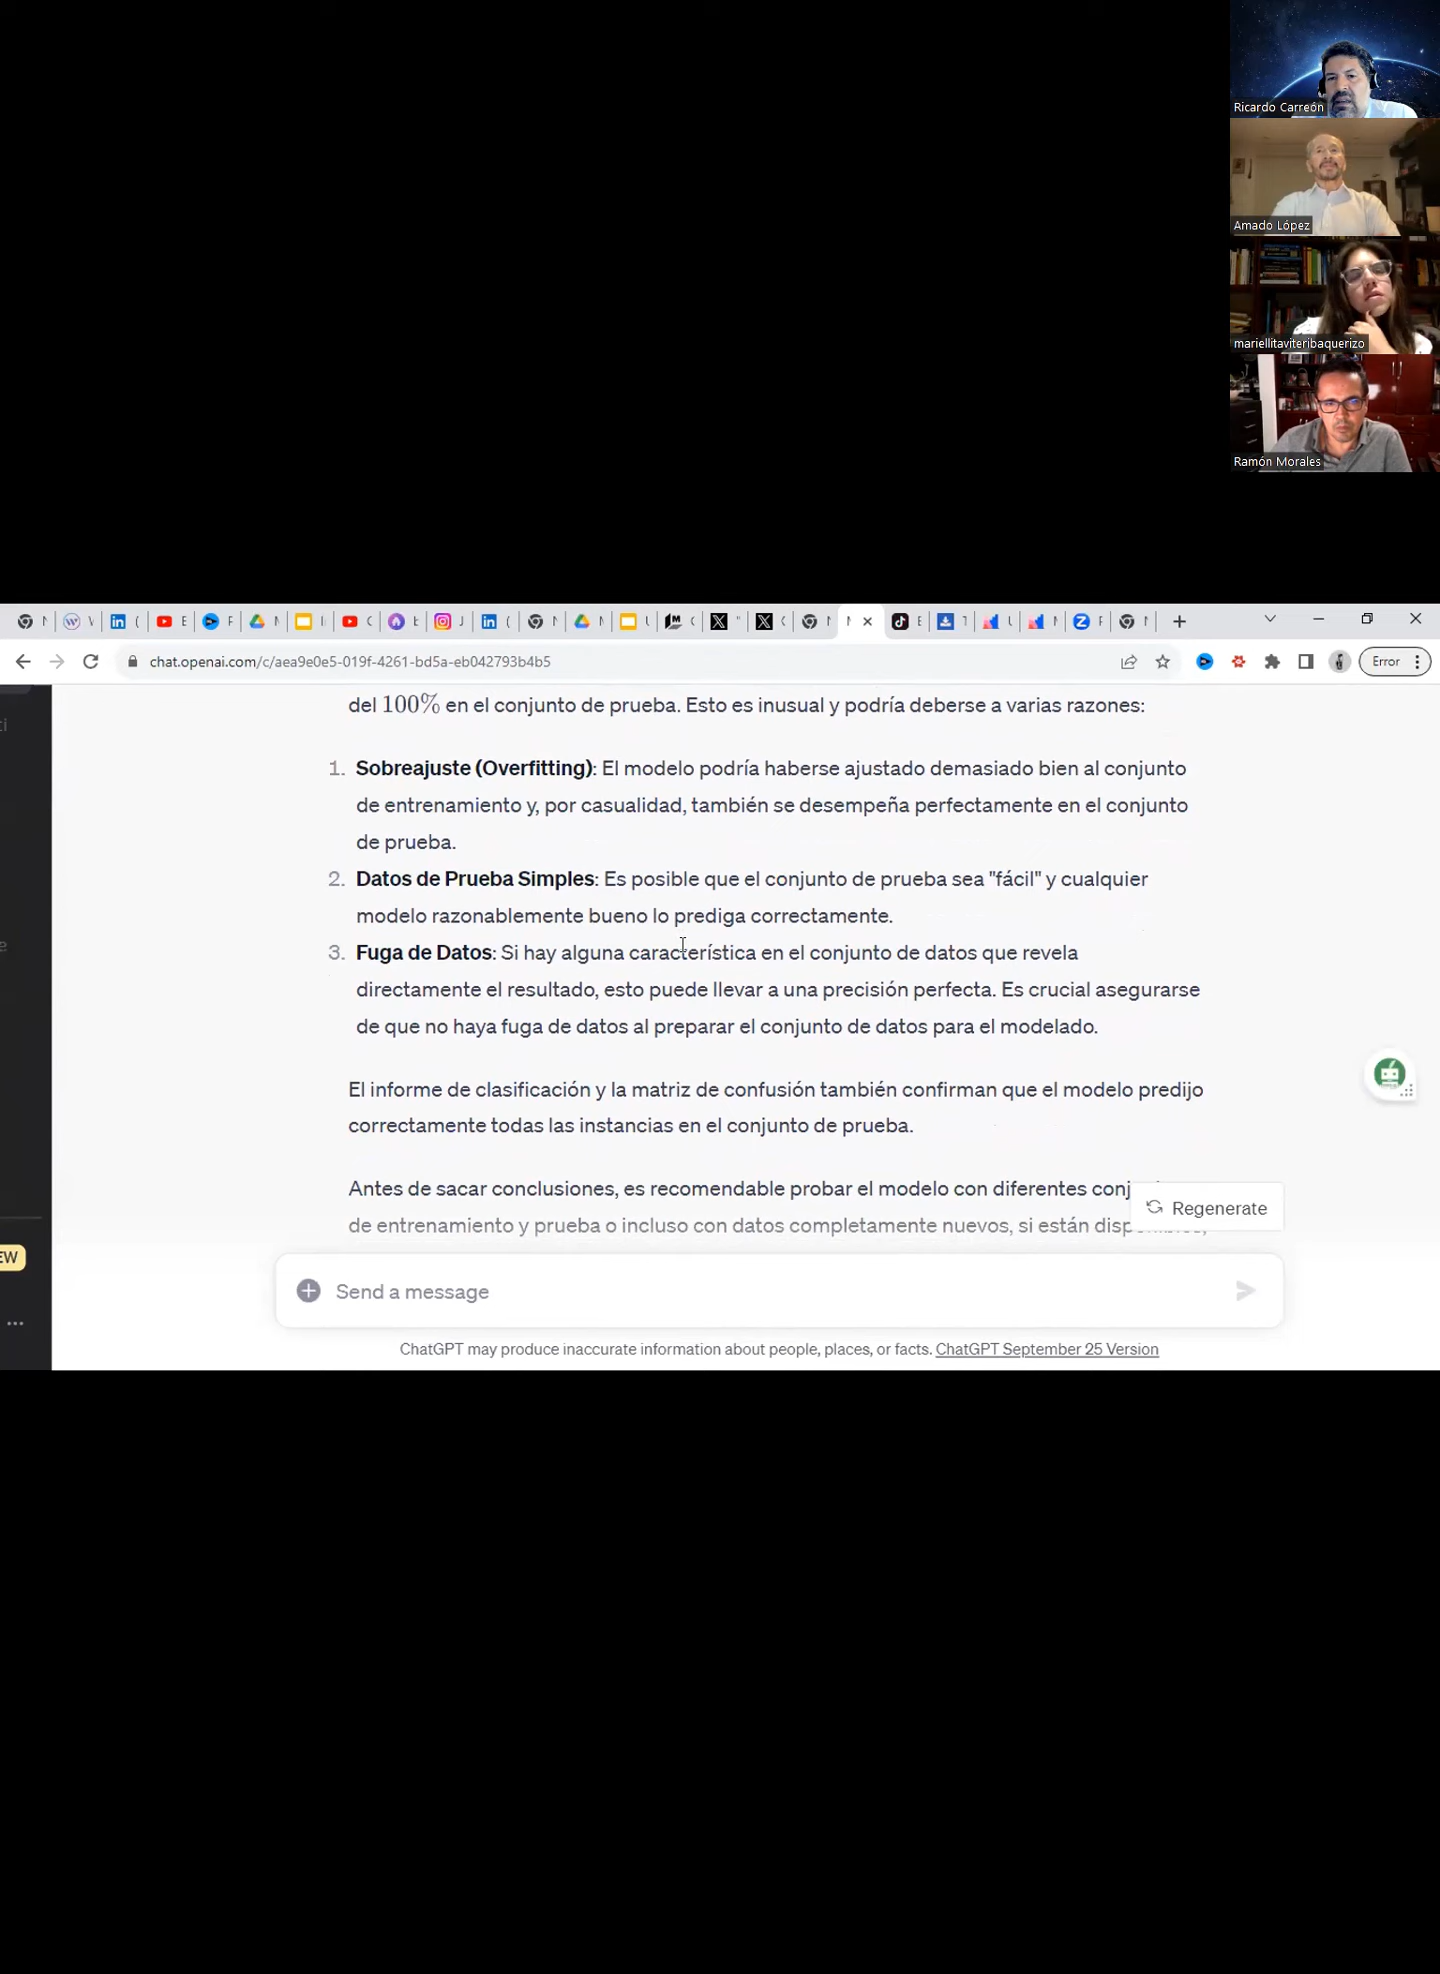 Ricardo Carreón
Amado López
mariellitaviteribaquerizo
Ramón Morales
chat.openai.com/c/aea9e0e5-019f-4261-bd5a-eb042793b4b5
Error
del 100% en el conjunto de prueba. Esto es inusual y podría deberse a varias razones:
1. Sobreajuste (Overfitting): El modelo podría haberse ajustado demasiado bien al conjunto
de entrenamiento y, por casualidad, también se desempeña perfectamente en el conjunto
de prueba.
2. Datos de Prueba Simples: Es posible que el conjunto de prueba sea "fácil" y cualquier
modelo razonablemente bueno lo prediga correctamente.
3. Fuga de Datos: Si hay alguna característica en el conjunto de datos que revela
directamente el resultado, esto puede llevar a una precisión perfecta. Es crucial asegurarse
de que no haya fuga de datos al preparar el conjunto de datos para el modelado.
El informe de clasificación y la matriz de confusión también confirman que el modelo predijo
correctamente todas las instancias en el conjunto de prueba.
Antes de sacar conclusiones, es recomendable probar el modelo con diferentes
de entrenamiento y prueba o incluso con datos completamente nuevos, si están
Regenerate
EW
Send a message
ChatGPT may produce inaccurate information about people, places, or facts. ChatGPT September 25 Version